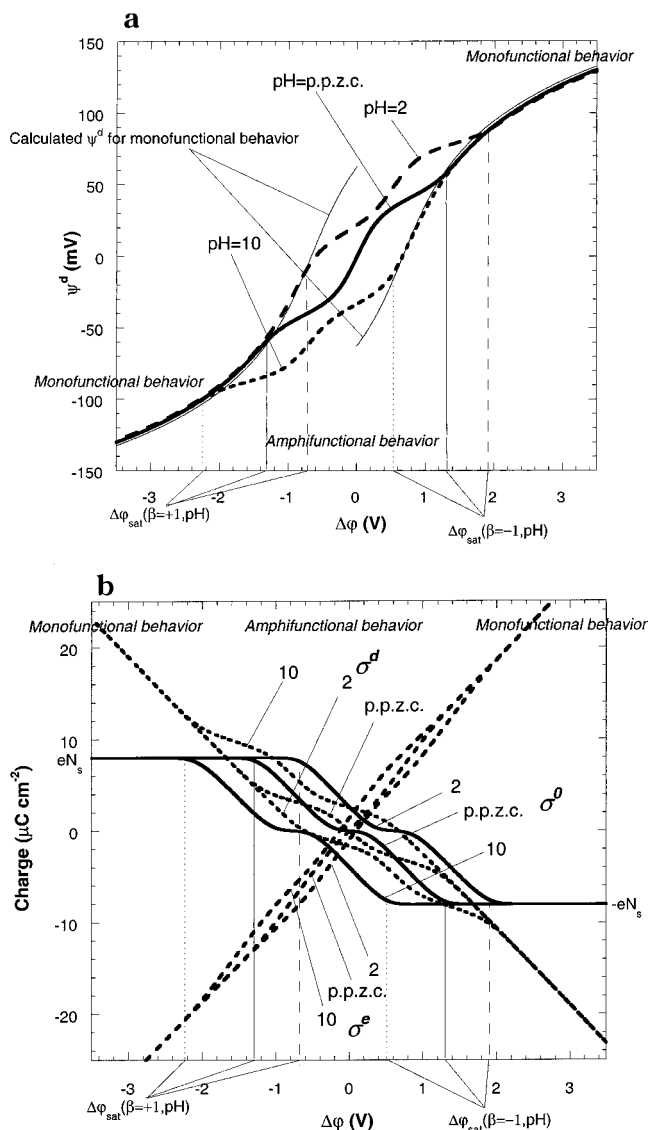 a
150
100
50
0
-50
-100
-150
ψᵈ (mV)
Monofunctional behavior
pH=p.p.z.c.
pH=2
Calculated ψᵈ for monofunctional behavior
pH=10
Monofunctional behavior
Amphifunctional behavior
-3 -2 -1 0 1 2 3
Δφsat(β=+1,pH)
Δφ (V)
Δφsat(β=-1,pH)
b
Monofunctional behavior Amphifunctional behavior Monofunctional behavior
20
10
0
-10
-20
Charge (μC cm⁻²)
eNs
10
2
σᵈ
p.p.z.c.
2
p.p.z.c.
σ⁰
10
-eNs
2
p.p.z.c.
10
σᵉ
-3 -2 -1 0 1 2 3
Δφsat(β=+1,pH)
Δφ (V)
Δφsat(β=-1,pH)